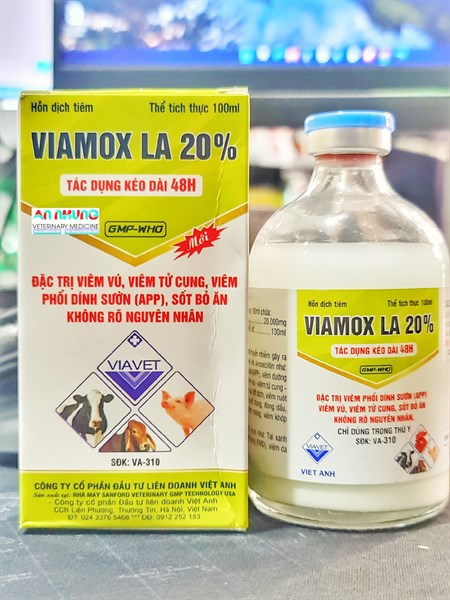 Hỗn dịch tiêm
Thể tích thực 100ml
VIAMOX LA 20%
TÁC DỤNG KÉO DÀI 48H
AN NHUNG
VETERINARY MEDICINE
GMP-WHO
Mới
ĐẶC TRỊ VIÊM VÚ, VIÊM TỬ CUNG, VIÊM
PHỔI DÍNH SƯỜN (APP), SỐT BỎ ĂN
KHÔNG RÕ NGUYÊN NHÂN
VIAVET
SĐK: VA-310
CÔNG TY CỔ PHẦN ĐẦU TƯ LIÊN DOANH VIỆT ANH
Sản xuất tại: NHÀ MÁY SANFORD VETERINARY GMP TECHNOLOGY USA
Công ty cổ phần Đầu tư liên doanh Việt Anh
CCN Liên Phương, Thường Tín, Hà Nội, Việt Nam
ĐT: 024 3376 5468 *** DĐ: 0912 252 183
Hỗn dịch tiêm
Thể tích thực: 100ml
VIAMOX LA 20%
TÁC DỤNG KÉO DÀI 48H
GMP-WHO
ĐẶC TRỊ VIÊM PHỔI DÍNH SƯỜN (APP)
VIÊM VÚ, VIÊM TỬ CUNG, SỐT BỎ ĂN
KHÔNG RÕ NGUYÊN NHÂN.
CHỈ DÙNG TRONG THÚ Y
SĐK: VA-310
VIAVET
VIỆT ANH
20.000mg
100ml